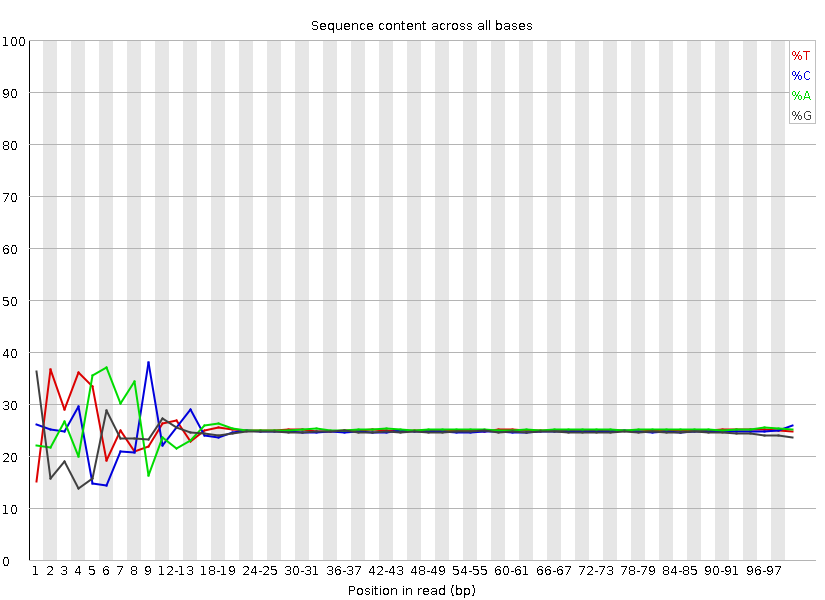 Sequence content across all bases
100
90
80
70
60
50
40
30
20
10
0
%T
%C
%A
%G
1 2 3 4 5 6 7 8 9 12-13 18-19 24-25 30-31 36-37 42-43 48-49 54-55 60-61 66-67 72-73 78-79 84-85 90-91 96-97
Position in read (bp)